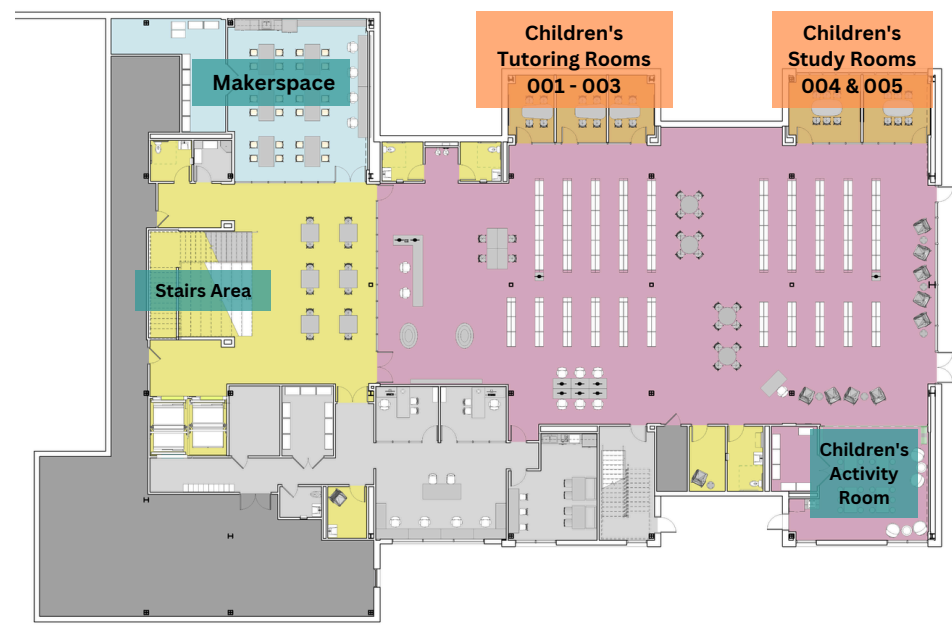 Children's
Tutoring Rooms
001 - 003
Children's
Study Rooms
004 & 005
Makerspace
Stairs Area
Children's
Activity
Room